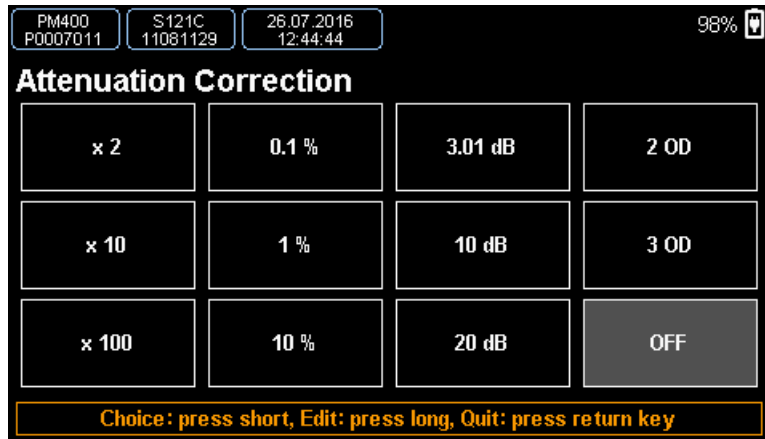 PM400
P0007011
S121C
11081129
26.07.2016
12:44:44
98%
Attenuation Correction
x 2
0.1 %
3.01 dB
2 OD
x 10
1 %
10 dB
3 OD
x 100
10 %
20 dB
OFF
Choice: press short, Edit: press long, Quit: press return key